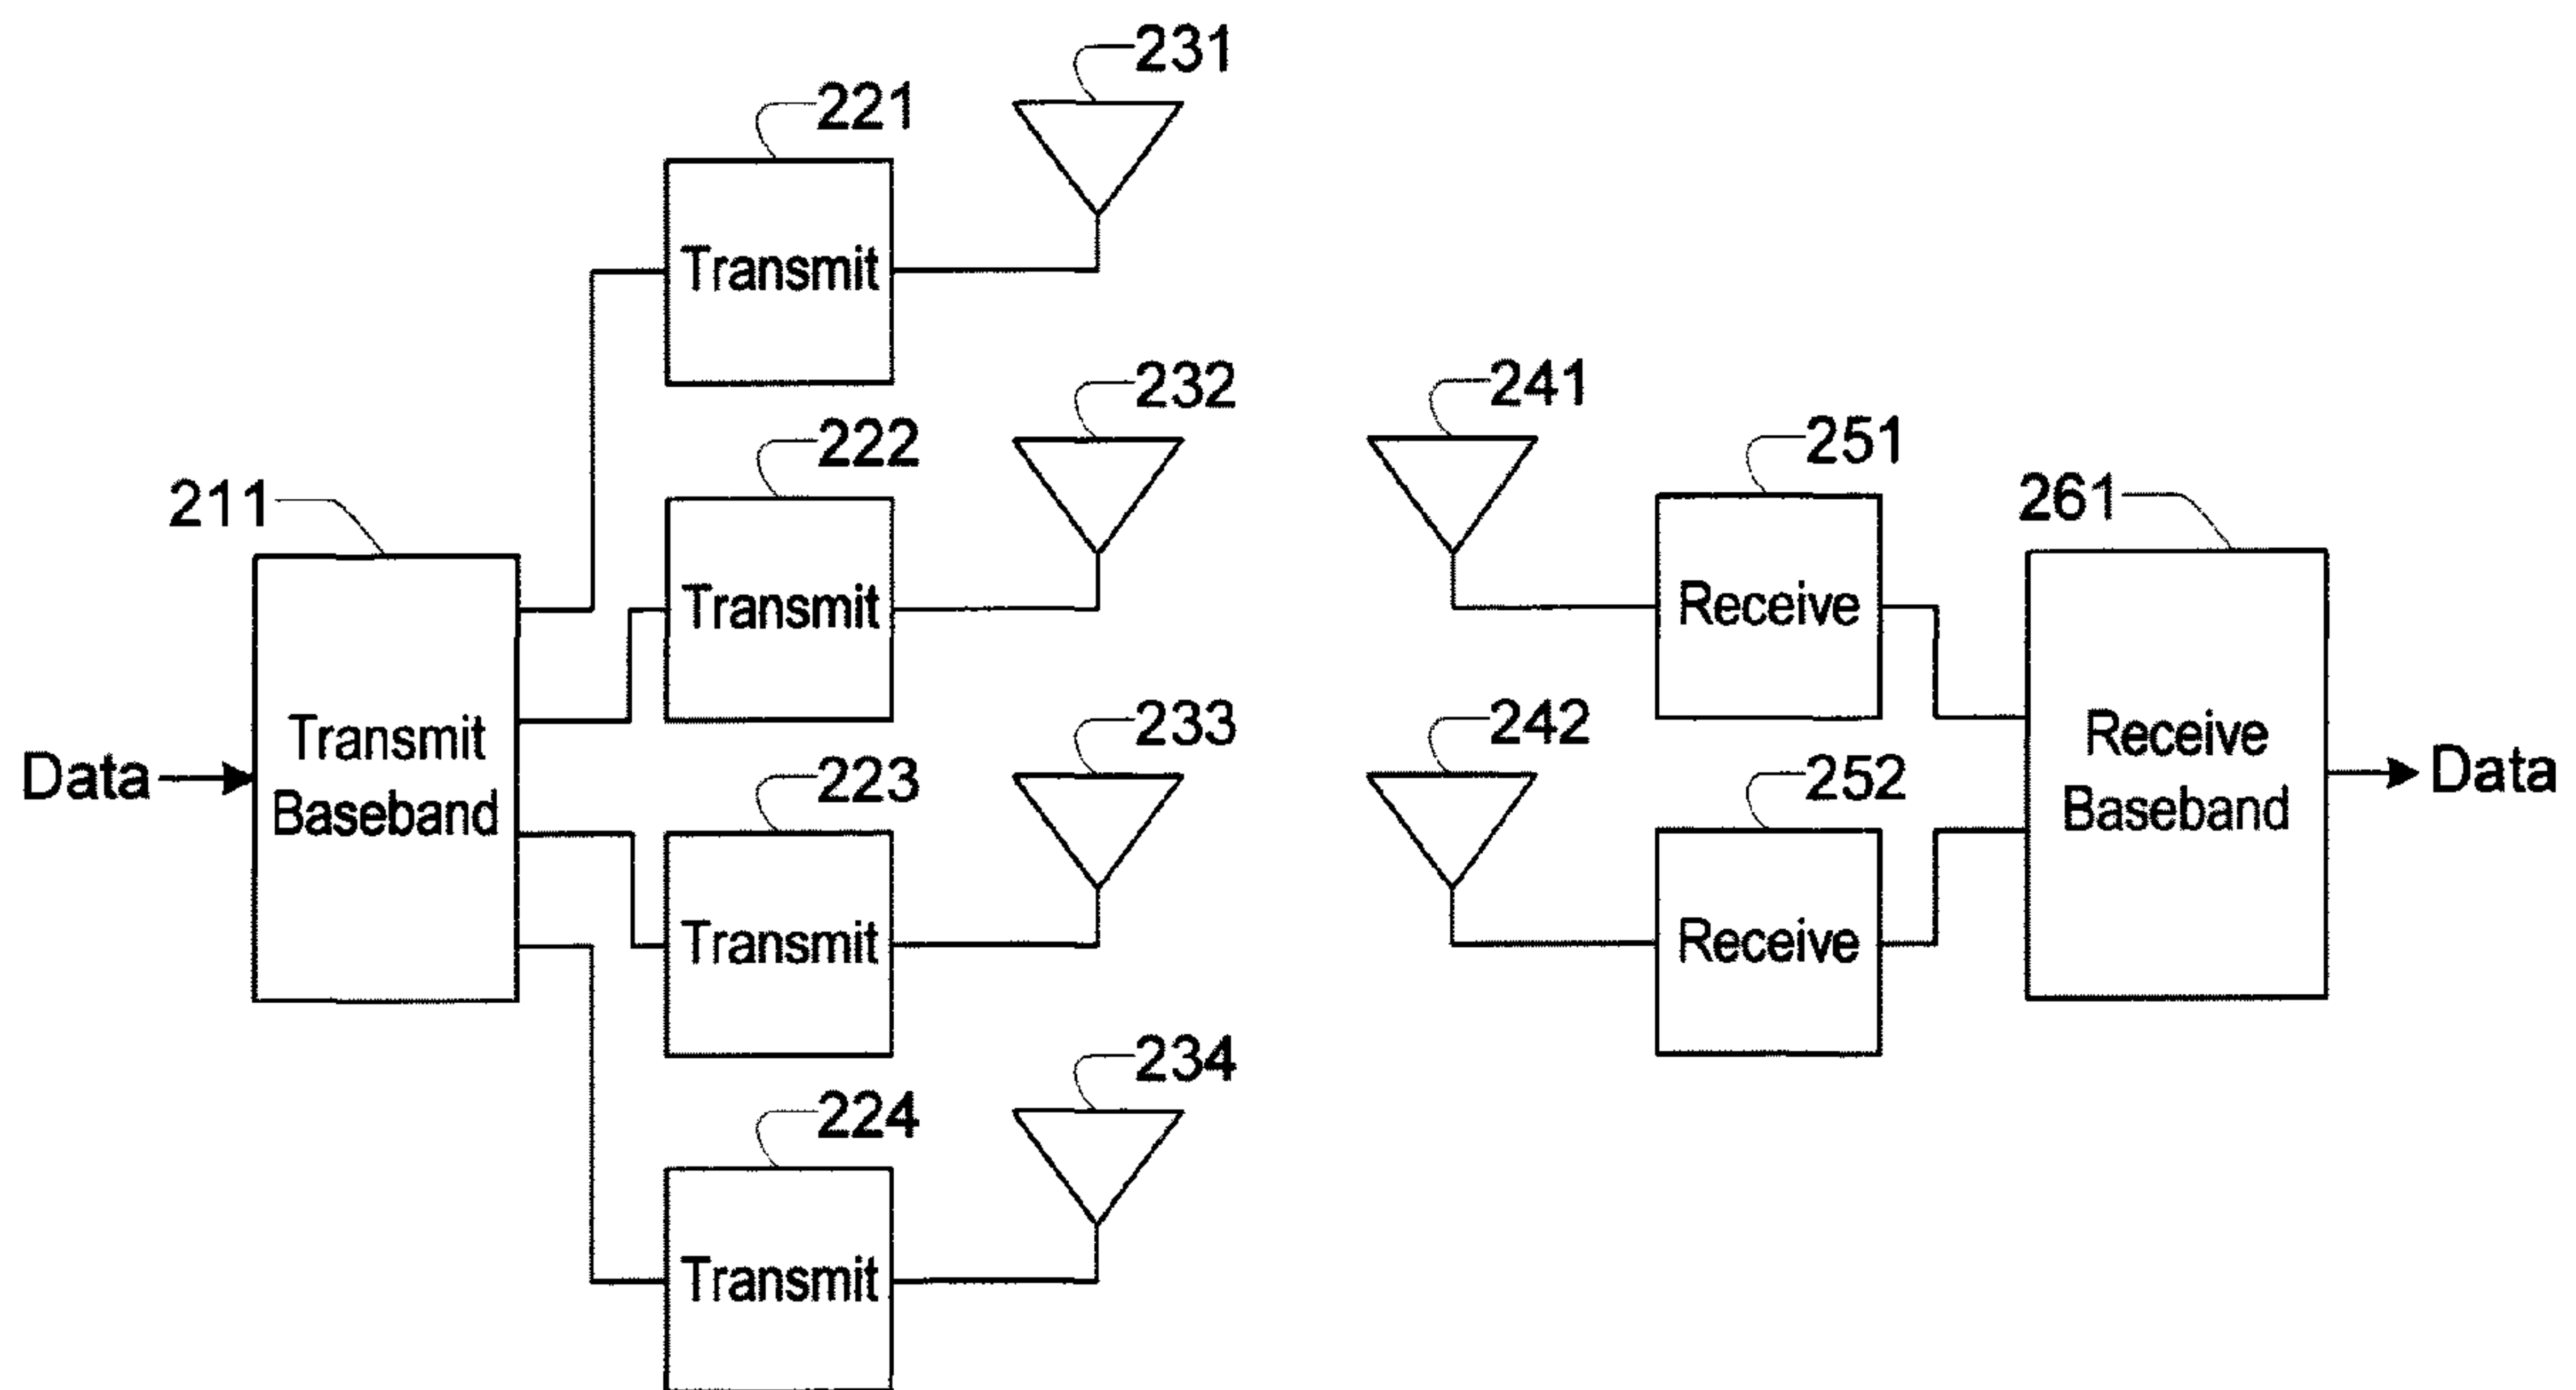 231
221
Transmit
232
222
Transmit
211
Data
Transmit
Baseband
233
223
Transmit
234
224
Transmit
241
251
Receive
261
242
252
Receive
Receive
Baseband
Data